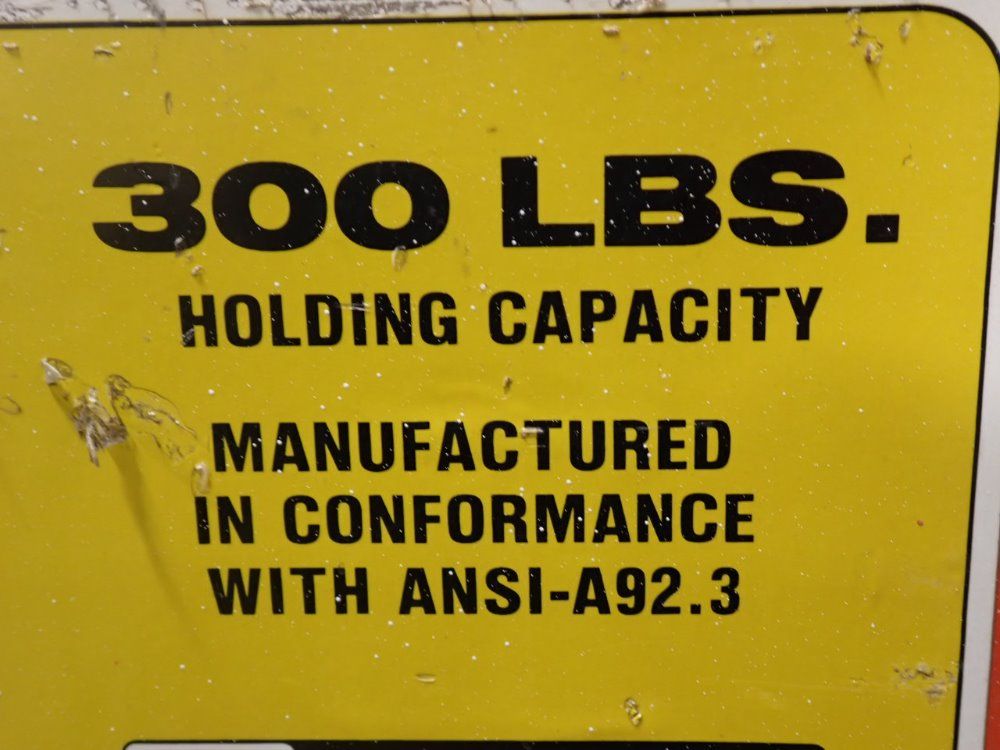 300 LBS.
HOLDING CAPACITY
MANUFACTURED
IN CONFORMANCE
WITH ANSI-A92.3